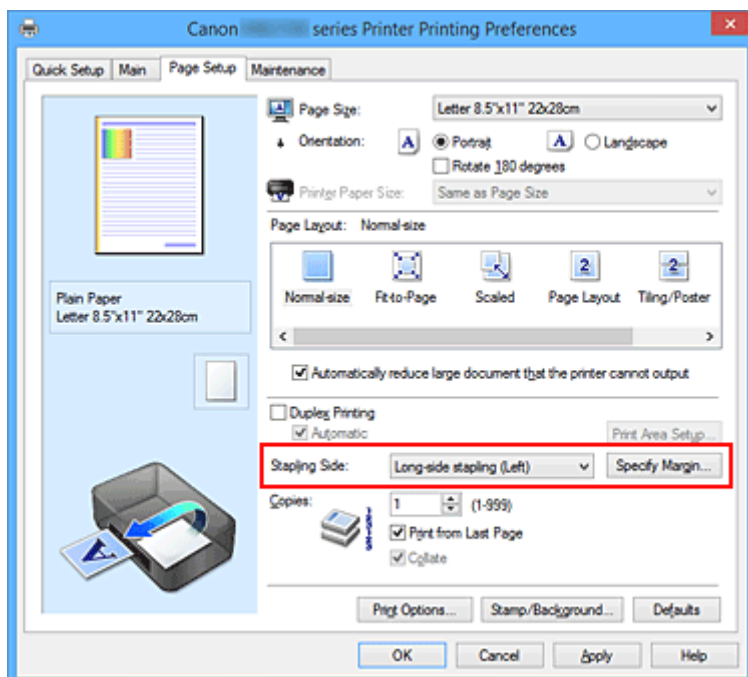 Canon series Printer Printing Preferences
Quick Setup Main Page Setup Maintenance
Page Size: Letter 8.5"x11" 22x28cm
Orientation: A Portrait A Landscape
Rotate 180 degrees
Printer Paper Size: Same as Page Size
Page Layout: Normal-size
2 2
Normal-size Fit-to-Page Scaled Page Layout Tiling/Poster
Plain Paper
Letter 8.5"x11" 22x28cm
Automatically reduce large document that the printer cannot output
Duplex Printing
Automatic
Print Area Setup...
Stapling Side: Long-side stapling (Left) Specify Margin...
Copies: 1 (1-999)
Print from Last Page
Collate
A
Print Options... Stamp/Background... Defaults
OK Cancel Apply Help